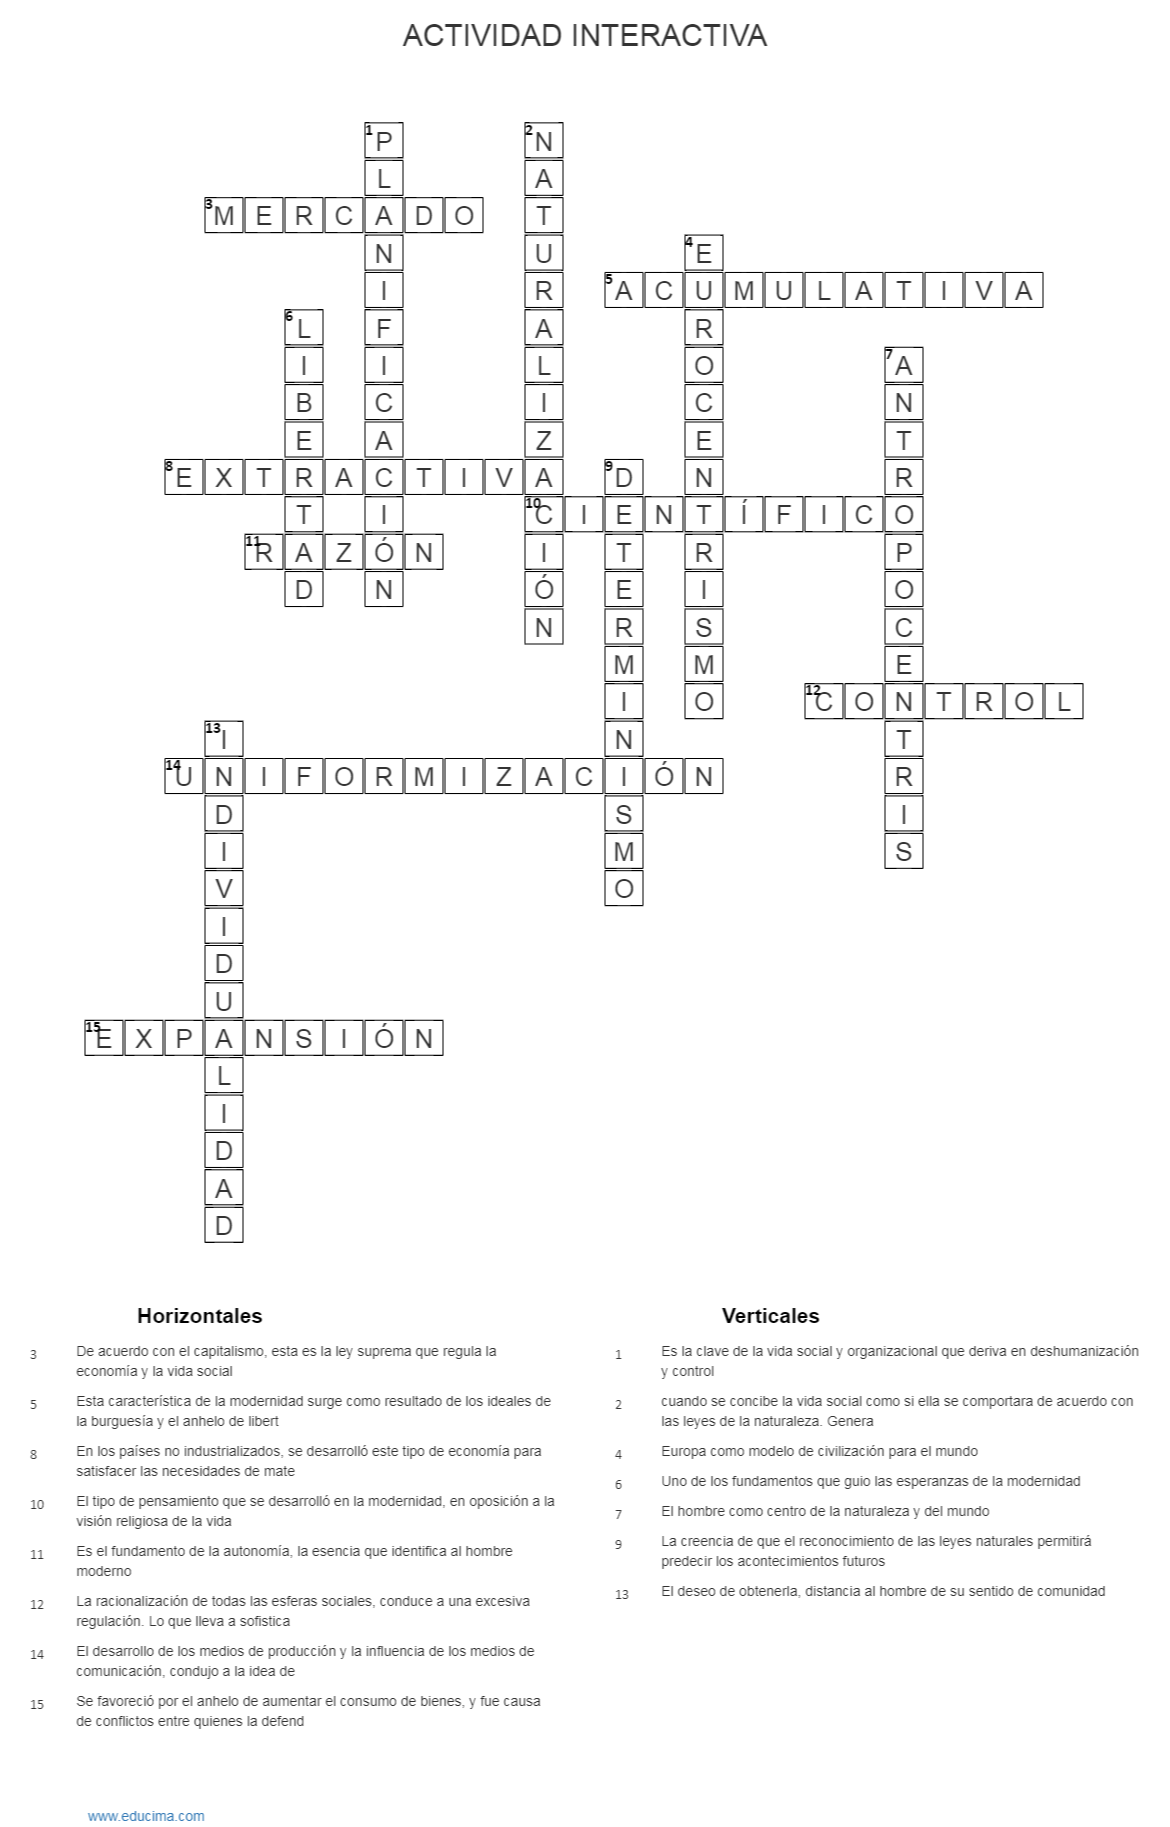 ACTIVIDAD INTERACTIVA
1 PLANIFICACIÓN
2 NATURALIZACIÓN
3 MERCADO
4 EUROCENTRISMO
5 ACUMULATIVA
6 LIBERTAD
7 ANTROPOCENTRIS
8 EXTRACTIVA
9 DETERMINISMO
10 CIENTÍFICO
11 RAZÓN
12 CONTROL
13 INDIVIDUALIDAD
14 UNIFORMIZACIÓN
15 EXPANSIÓN
Horizontales
3 De acuerdo con el capitalismo, esta es la ley suprema que regula la
economía y la vida social
5 Esta característica de la modernidad surge como resultado de los ideales de
la burguesía y el anhelo de libert
8 En los países no industrializados, se desarrolló este tipo de economía para
satisfacer las necesidades de mate
10 El tipo de pensamiento que se desarrolló en la modernidad, en oposición a la
visión religiosa de la vida
11 Es el fundamento de la autonomía, la esencia que identifica al hombre
moderno
12 La racionalización de todas las esferas sociales, conduce a una excesiva
regulación. Lo que lleva a sofistica
14 El desarrollo de los medios de producción y la influencia de los medios de
comunicación, condujo a la idea de
15 Se favoreció por el anhelo de aumentar el consumo de bienes, y fue causa
de conflictos entre quienes la defend
Verticales
1 Es la clave de la vida social y organizacional que deriva en deshumanización
y control
2 cuando se concibe la vida social como si ella se comportara de acuerdo con
las leyes de la naturaleza. Genera
4 Europa como modelo de civilización para el mundo
6 Uno de los fundamentos que guio las esperanzas de la modernidad
7 El hombre como centro de la naturaleza y del mundo
9 La creencia de que el reconocimiento de las leyes naturales permitirá
predecir los acontecimientos futuros
13 El deseo de obtenerla, distancia al hombre de su sentido de comunidad
www.educima.com